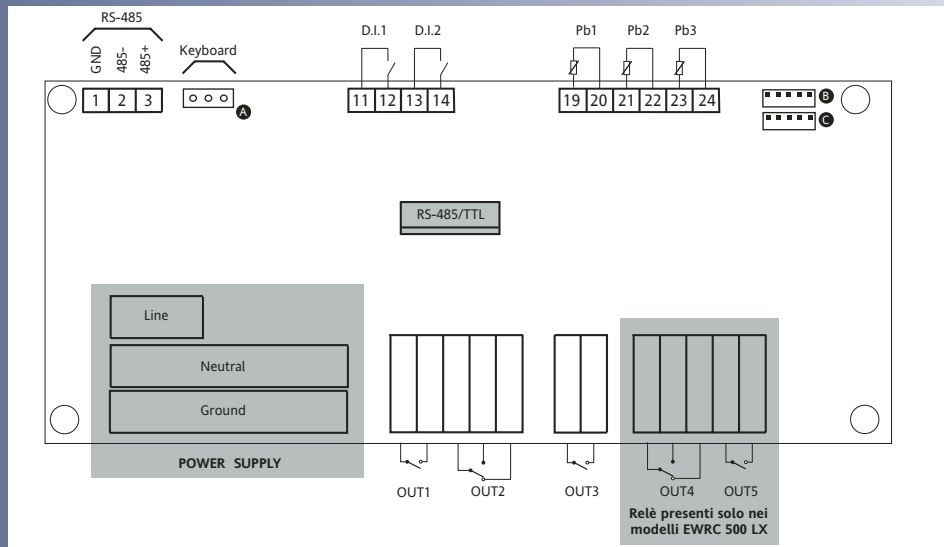 RS-485
GND
485-
485+
Keyboard
D.I.1
D.I.2
Pb1
Pb2
Pb3
1 2 3
A
11 12 13 14
19 20 21 22 23 24
B
C
RS-485/TTL
Line
Neutral
Ground
POWER SUPPLY
OUT1
OUT2
OUT3
OUT4
OUT5
Relè presenti solo nei
modelli EWRC 500 LX